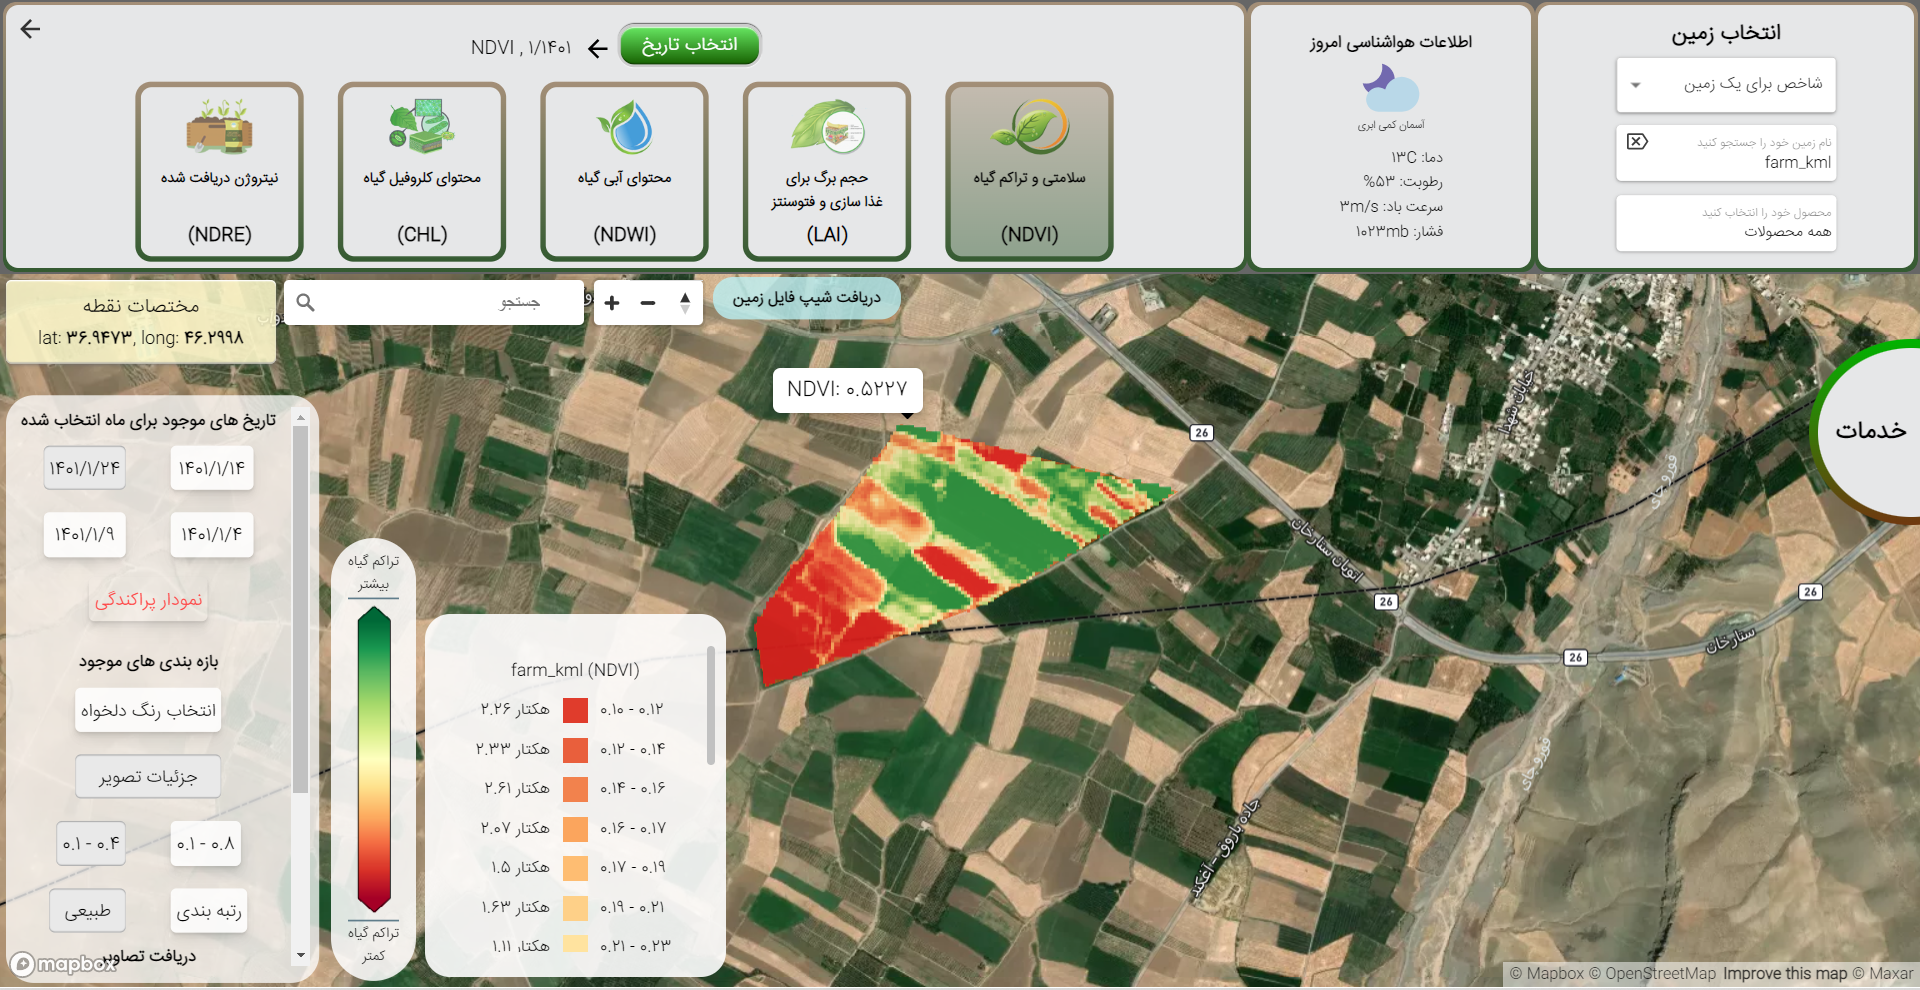 انتخاب زمین
شاخص برای یک زمین
نام زمین خود را جستجو کنید
farm_kml
محصول خود را انتخاب کنید
همه محصولات
اطلاعات هواشناسی امروز
آسمان کمی ابری
دما: ۱۳C
رطوبت: ۵۳%
سرعت باد: ۳m/s
فشار: ۱۰۲۳mb
انتخاب تاریخ
NDVI , ۱/۱۴۰۱
سلامتی و تراکم گیاه
(NDVI)
حجم برگ برای
غذا سازی و فتوسنتز
(LAI)
محتوای آبی گیاه
(NDWI)
محتوای کلروفیل گیاه
(CHL)
نیتروژن دریافت شده
(NDRE)
دریافت شیپ فایل زمین
جستجو
مختصات نقطه
lat: ۳۶.۹۴۷۳, long: ۴۶.۲۹۹۸
NDVI: ۰.۵۲۲۷
خدمات
تاریخ های موجود برای ماه انتخاب شده
۱۴۰۱/۱/۱۴
۱۴۰۱/۱/۲۴
۱۴۰۱/۱/۴
۱۴۰۱/۱/۹
نمودار پراکندگی
بازه بندی های موجود
انتخاب رنگ دلخواه
جزئیات تصویر
۰.۱ - ۰.۸
۰.۱ - ۰.۴
رتبه بندی
طبیعی
دریافت تصاویر
تراکم گیاه
بیشتر
تراکم گیاه
کمتر
farm_kml (NDVI)
۲.۲۶ هکتار ۰.۱۰ - ۰.۱۲
۲.۳۳ هکتار ۰.۱۲ - ۰.۱۴
۲.۶۱ هکتار ۰.۱۴ - ۰.۱۶
۲.۰۷ هکتار ۰.۱۶ - ۰.۱۷
۱.۵ هکتار ۰.۱۷ - ۰.۱۹
۱.۶۳ هکتار ۰.۱۹ - ۰.۲۱
۱.۱۱ هکتار ۰.۲۱ - ۰.۲۳
26
خیابان شهدا
اتوبان ستارخان
26
26
26
ستارخان
جاده باروق - آغکند
mapbox
© Mapbox © OpenStreetMap Improve this map © Maxar